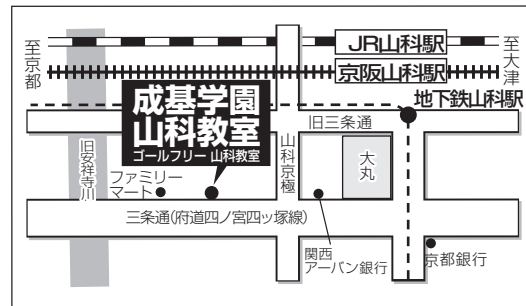 JR山科駅
至京都
至大津
京阪山科駅
地下鉄山科駅
成基学園
山科教室
ゴールフリー 山科教室
旧三条通
山科京極
大丸
旧安祥寺川
ファミリー
マート
三条通(府道四ノ宮四ッ塚線)
関西
アーバン銀行
京都銀行